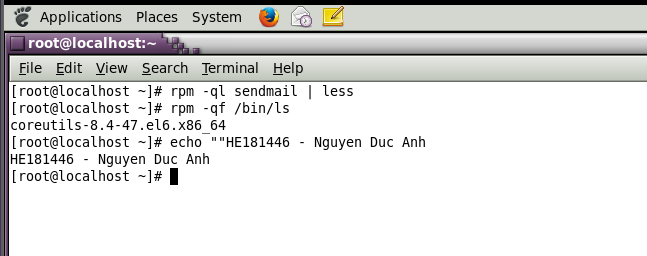 Applications Places System
root@localhost:~
File Edit View Search Terminal Help
[root@localhost ~]# rpm -ql sendmail | less
[root@localhost ~]# rpm -qf /bin/ls
coreutils-8.4-47.el6.x86_64
[root@localhost ~]# echo ""HE181446 - Nguyen Duc Anh
HE181446 - Nguyen Duc Anh
[root@localhost ~]#